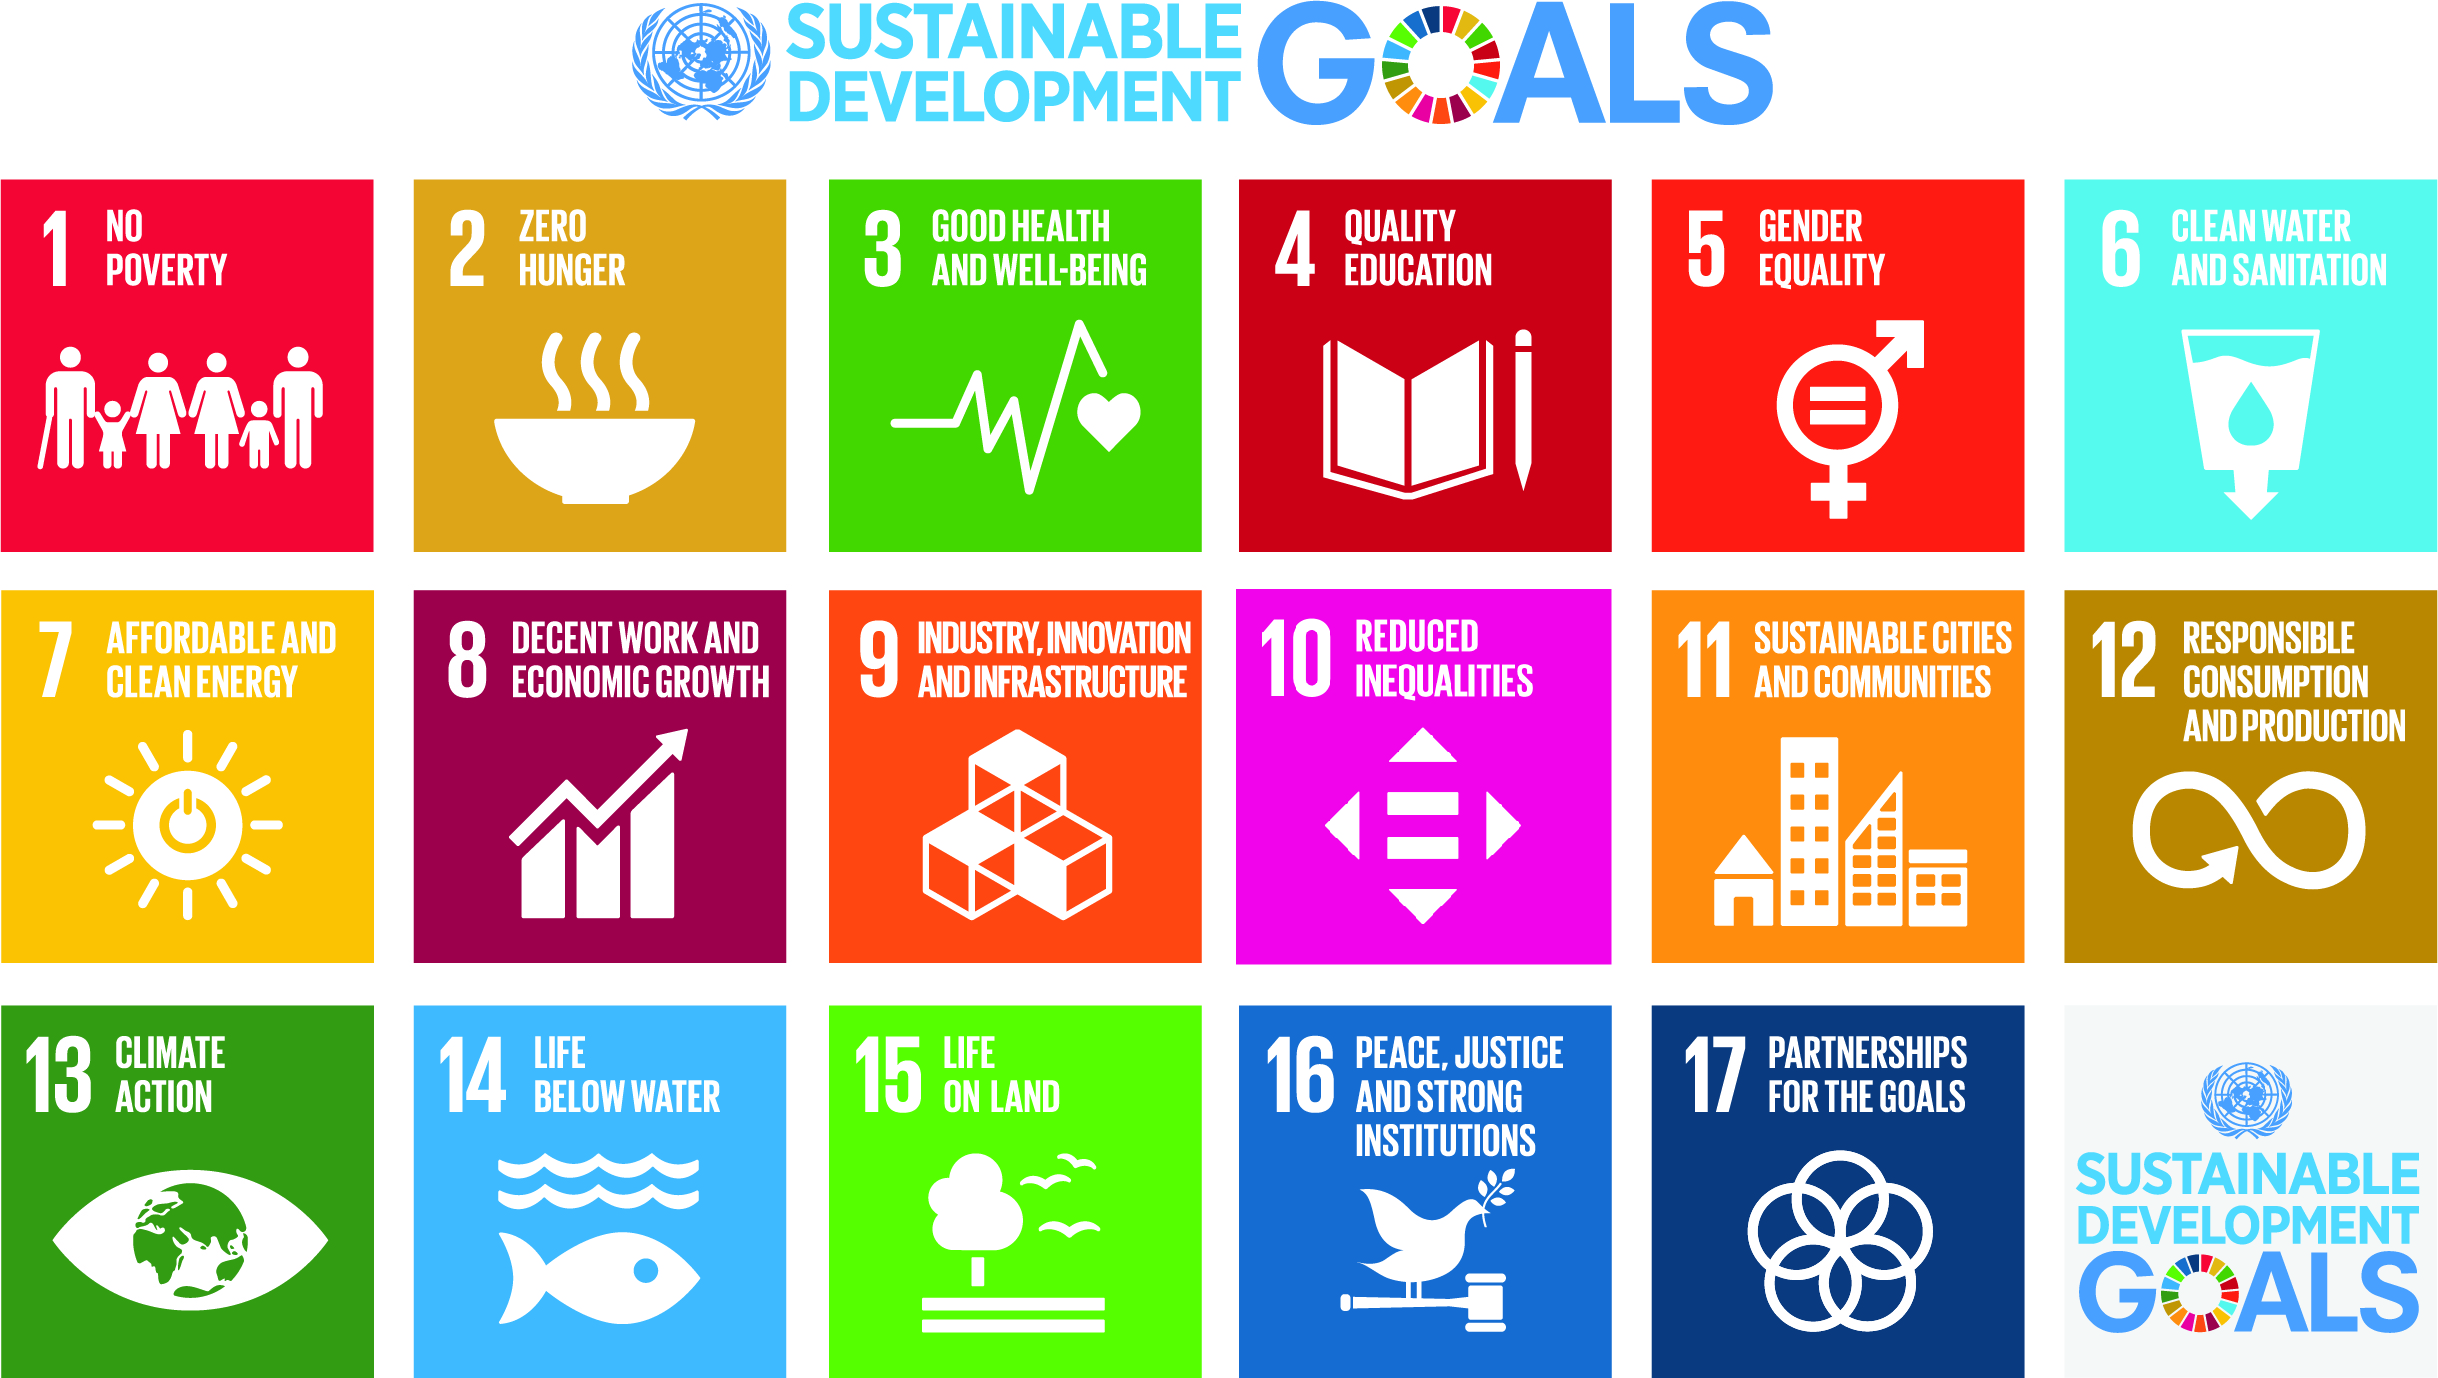 SUSTAINABLE
DEVELOPMENT
GOALS
1 NO
POVERTY
2 ZERO
HUNGER
3 GOOD HEALTH
AND WELL-BEING
4 QUALITY
EDUCATION
5 GENDER
EQUALITY
6 CLEAN WATER
AND SANITATION
7 AFFORDABLE AND
CLEAN ENERGY
8 DECENT WORK AND
ECONOMIC GROWTH
9 INDUSTRY, INNOVATION
AND INFRASTRUCTURE
10 REDUCED
INEQUALITIES
11 SUSTAINABLE CITIES
AND COMMUNITIES
12 RESPONSIBLE
CONSUMPTION
AND PRODUCTION
13 CLIMATE
ACTION
14 LIFE
BELOW WATER
15 LIFE
ON LAND
16 PEACE, JUSTICE
AND STRONG
INSTITUTIONS
17 PARTNERSHIPS
FOR THE GOALS
SUSTAINABLE
DEVELOPMENT
GOALS